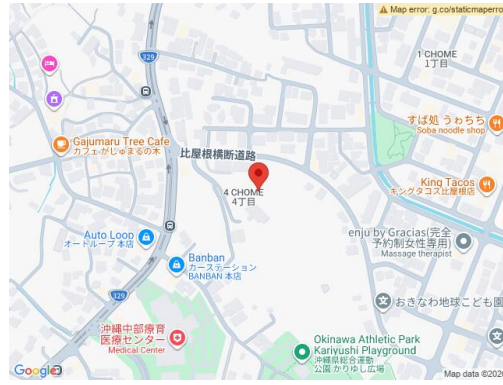 Map error: g.co/staticmaperro
329
1 CHOME
1丁目
すば処 うゎちち
Soba noodle shop
Gajumaru Tree Cafe
カフェ がじゅまるの木
比屋根横断道路
4 CHOME
4丁目
King Tacos
キングタコス比屋根店
Auto Loop
オートループ 本店
enju by Gracias(完全
予約制女性専用)
Massage therapist
Banban
カーステーション
BANBAN 本店
329
おきなわ地球こども園
沖縄中部療育
医療センター
Medical Center
Okinawa Athletic Park
Kariyushi Playground
沖縄県総合運動
公園 かりゆし広場
Google
Map data ©202